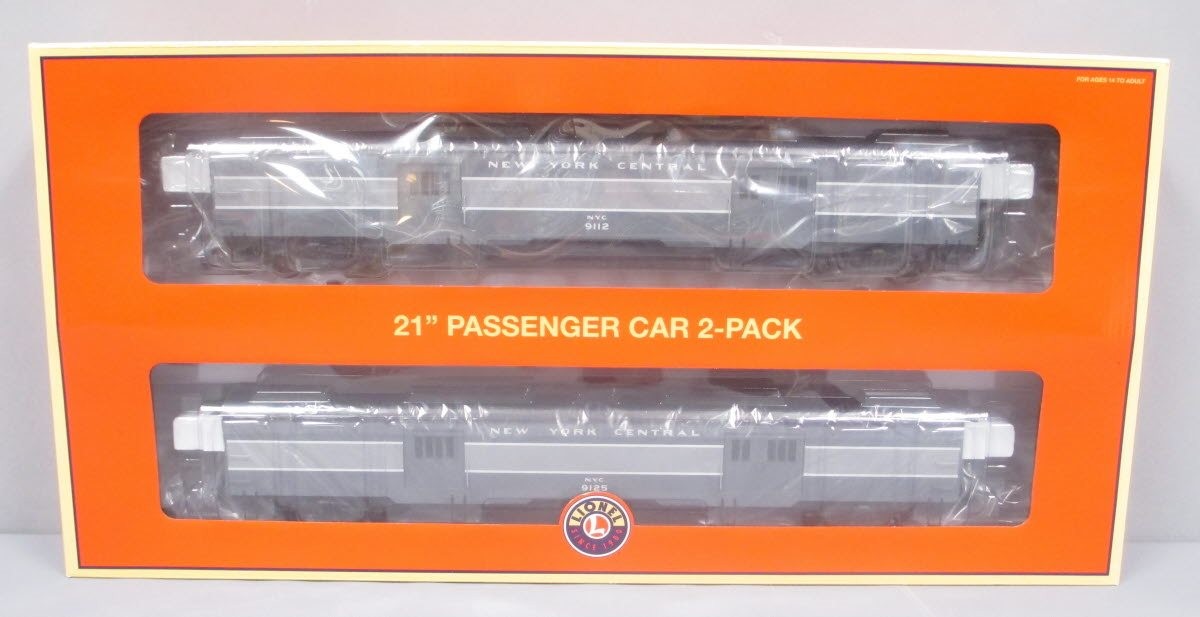 FOR AGES 14 TO ADULT
NEW YORK CENTRAL
NYC
9112
21" PASSENGER CAR 2-PACK
NEW YORK CENTRAL
NYC
9125
LIONEL
L
SINCE 1900